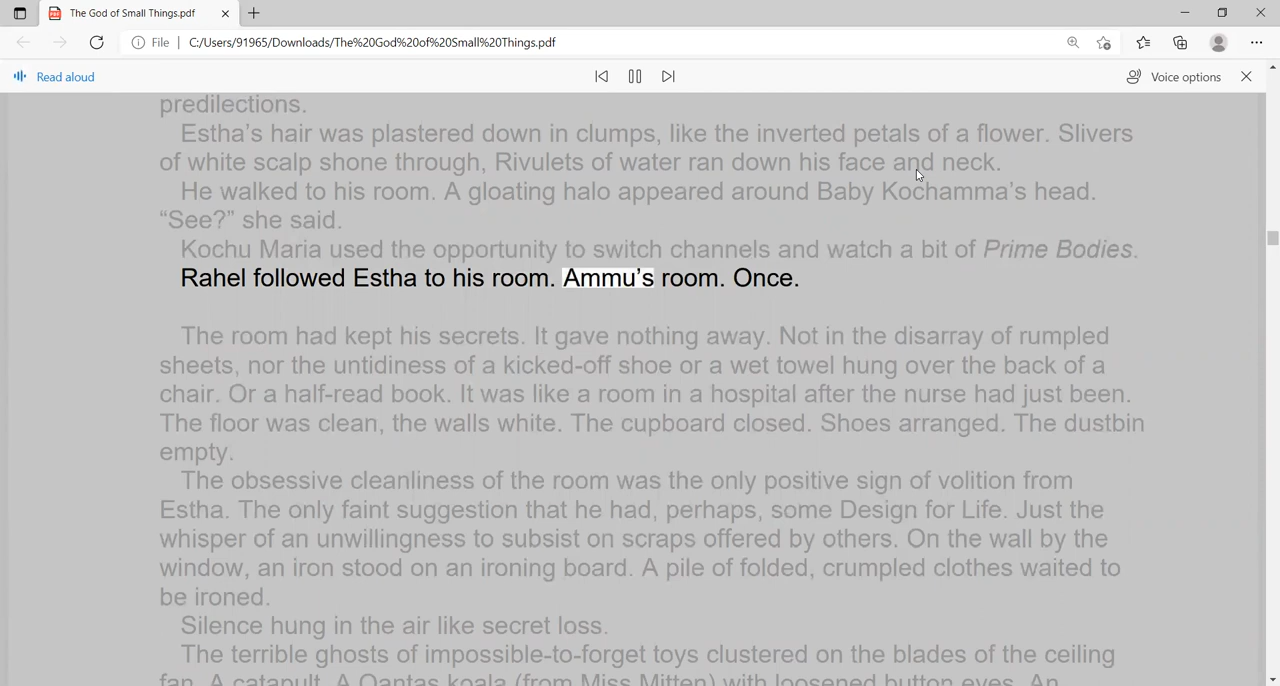 The God of Small Things.pdf
File | C:/Users/91965/Downloads/The%20God%20of%20Small%20Things.pdf
Read aloud
Voice options
predilections.
Estha’s hair was plastered down in clumps, like the inverted petals of a flower. Slivers
of white scalp shone through, Rivulets of water ran down his face and neck.
He walked to his room. A gloating halo appeared around Baby Kochamma’s head.
“See?” she said.
Kochu Maria used the opportunity to switch channels and watch a bit of Prime Bodies.
Rahel followed Estha to his room. Ammu’s room. Once.
The room had kept his secrets. It gave nothing away. Not in the disarray of rumpled
sheets, nor the untidiness of a kicked-off shoe or a wet towel hung over the back of a
chair. Or a half-read book. It was like a room in a hospital after the nurse had just been.
The floor was clean, the walls white. The cupboard closed. Shoes arranged. The dustbin
empty.
The obsessive cleanliness of the room was the only positive sign of volition from
Estha. The only faint suggestion that he had, perhaps, some Design for Life. Just the
whisper of an unwillingness to subsist on scraps offered by others. On the wall by the
window, an iron stood on an ironing board. A pile of folded, crumpled clothes waited to
be ironed.
Silence hung in the air like secret loss.
The terrible ghosts of impossible-to-forget toys clustered on the blades of the ceiling
fan. A catapult. A Qantas koala (from Miss Mitten) with loosened button eyes. An